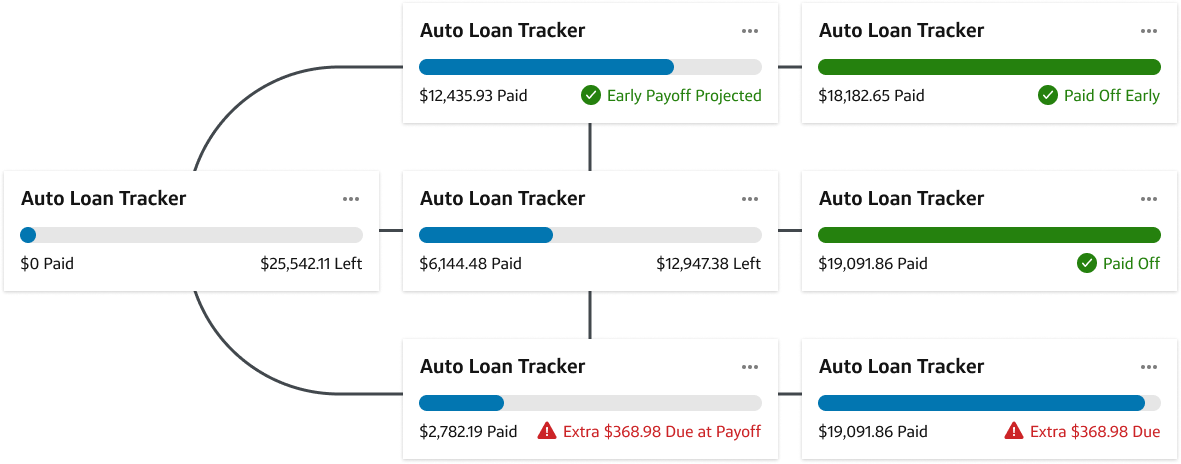 Auto Loan Tracker
$12,435.93 Paid
Early Payoff Projected
Auto Loan Tracker
$18,182.65 Paid
Paid Off Early
Auto Loan Tracker
$0 Paid
$25,542.11 Left
Auto Loan Tracker
$6,144.48 Paid
$12,947.38 Left
Auto Loan Tracker
$19,091.86 Paid
Paid Off
Auto Loan Tracker
$2,782.19 Paid
Extra $368.98 Due at Payoff
Auto Loan Tracker
$19,091.86 Paid
Extra $368.98 Due